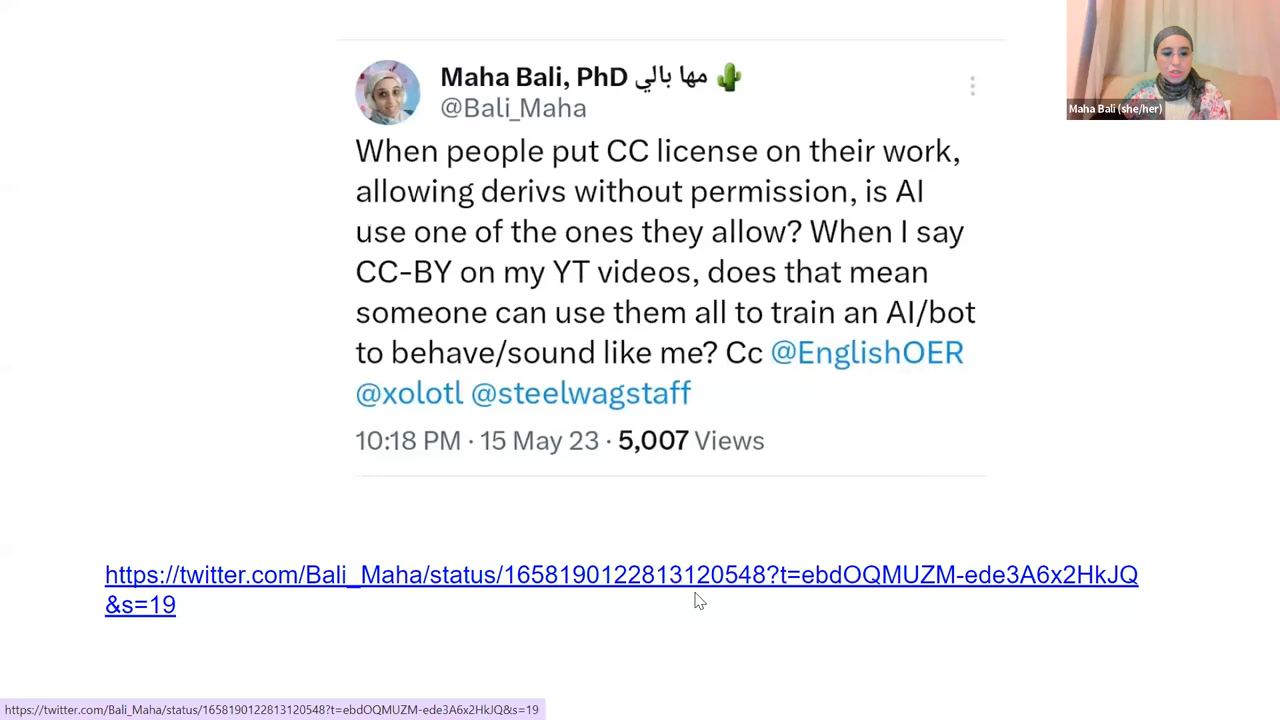 Maha Bali, PhD مها بالي
@Bali_Maha
When people put CC license on their work,
allowing derivs without permission, is AI
use one of the ones they allow? When I say
CC-BY on my YT videos, does that mean
someone can use them all to train an AI/bot
to behave/sound like me? Cc @EnglishOER
@xolotl @steelwagstaff
10:18 PM · 15 May 23 · 5,007 Views
Maha Bali (she/her)
https://twitter.com/Bali_Maha/status/1658190122813120548?t=ebdOQMUZM-ede3A6x2HkJQ
&s=19
https://twitter.com/Bali_Maha/status/1658190122813120548?t=ebdOQMUZM-ede3A6x2HkJQ&s=19